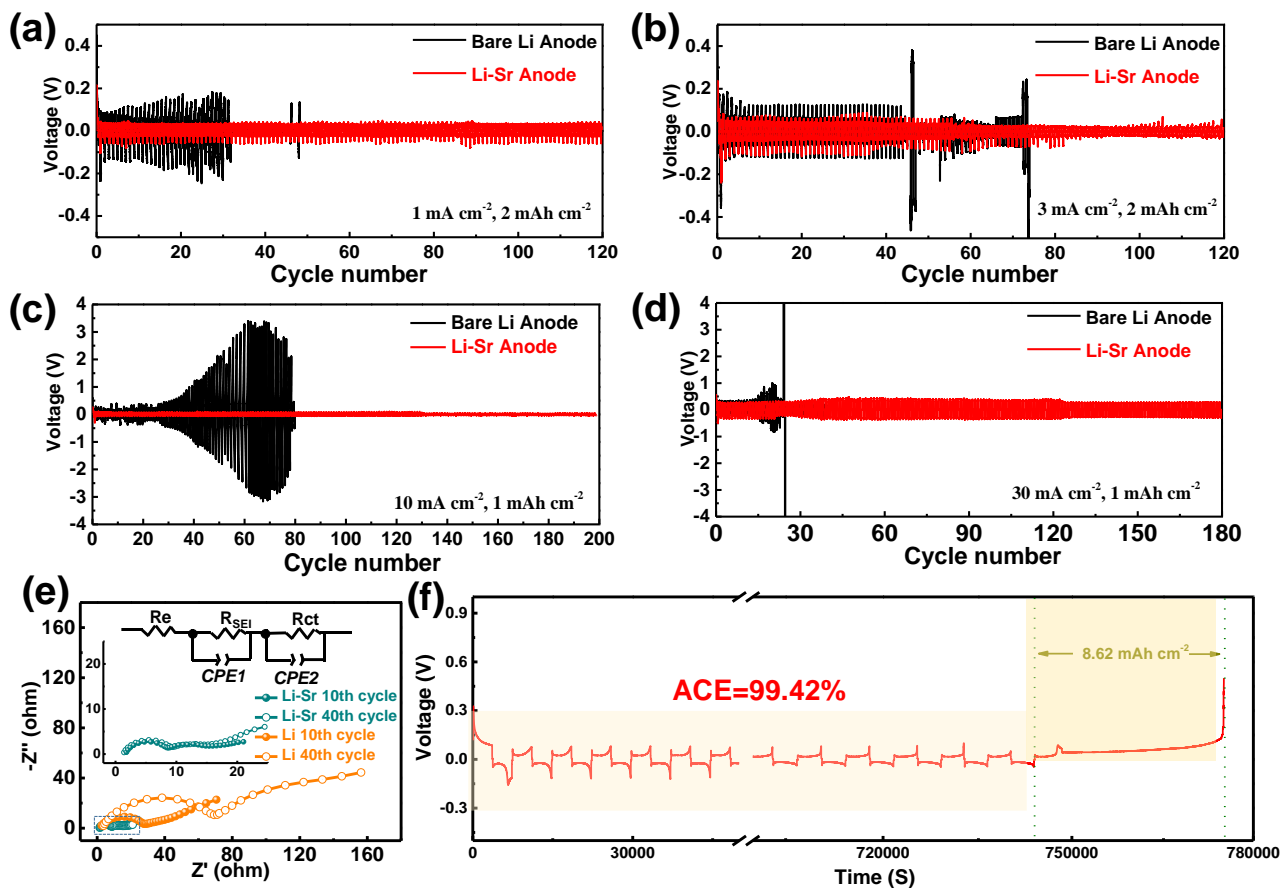 (a)
Bare Li Anode
Li-Sr Anode
0.4
0.2
0.0
-0.2
-0.4
Voltage (V)
1 mA cm-2, 2 mAh cm-2
0 20 40 60 80 100 120
Cycle number
(b)
Bare Li Anode
Li-Sr Anode
0.4
0.2
0.0
-0.2
-0.4
Voltage (V)
3 mA cm-2, 2 mAh cm-2
0 20 40 60 80 100 120
Cycle number
(c)
Bare Li Anode
Li-Sr Anode
4
3
2
1
0
-1
-2
-3
-4
Voltage (V)
10 mA cm-2, 1 mAh cm-2
0 20 40 60 80 100 120 140 160 180 200
Cycle number
(d)
Bare Li Anode
Li-Sr Anode
4
3
2
1
0
-1
-2
-3
-4
Voltage (V)
30 mA cm-2, 1 mAh cm-2
0 30 60 90 120 150 180
Cycle number
(e)
160
120
80
40
0
-Z'' (ohm)
Re RSEI Rct
CPE1 CPE2
20
10
0
0 10 20
Li-Sr 10th cycle
Li-Sr 40th cycle
Li 10th cycle
Li 40th cycle
0 40 80 120 160
Z' (ohm)
(f)
0.9
0.6
0.3
0.0
-0.3
Voltage (V)
ACE=99.42%
8.62 mAh cm-2
0 30000 720000 750000 780000
Time (S)